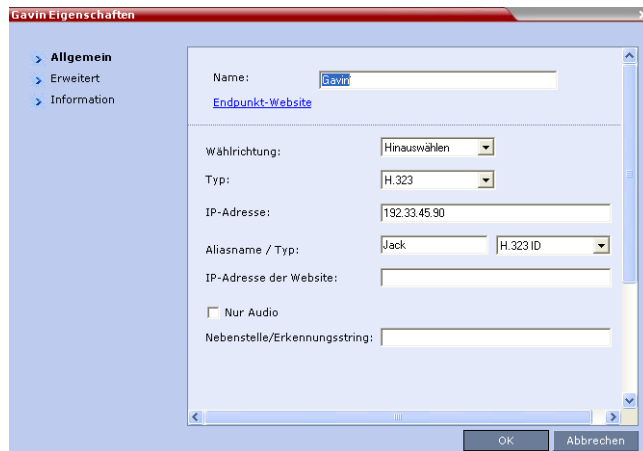 Gavin Eigenschaften
Allgemein
Erweitert
Information
Name: Gavin
Endpunkt-Website
Wählrichtung: Hinauswählen
Typ: H.323
IP-Adresse: 192.33.45.90
Aliasname / Typ: Jack H.323 ID
IP-Adresse der Website:
Nur Audio
Nebenstelle/Erkennungsstring:
OK Abbrechen